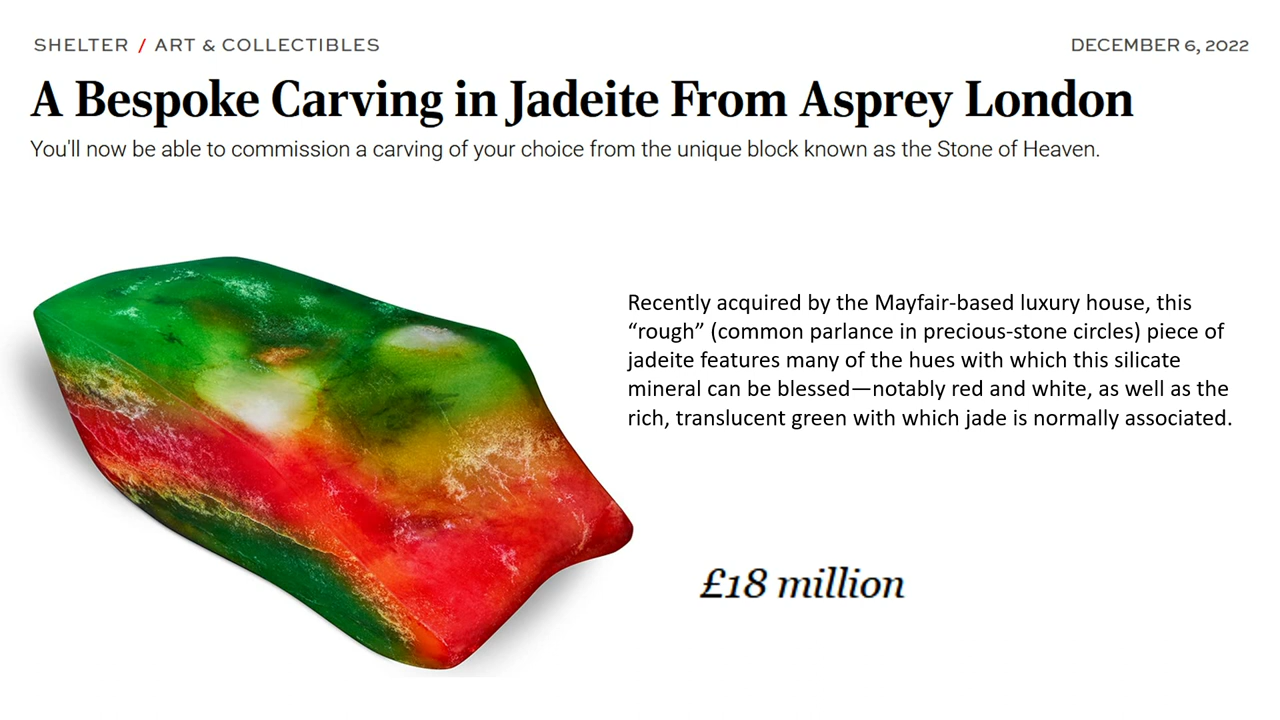 SHELTER / ART & COLLECTIBLES
DECEMBER 6, 2022
A Bespoke Carving in Jadeite From Asprey London
You'll now be able to commission a carving of your choice from the unique block known as the Stone of Heaven.
Recently acquired by the Mayfair-based luxury house, this
“rough” (common parlance in precious-stone circles) piece of
jadeite features many of the hues with which this silicate
mineral can be blessed—notably red and white, as well as the
rich, translucent green with which jade is normally associated.
£18 million